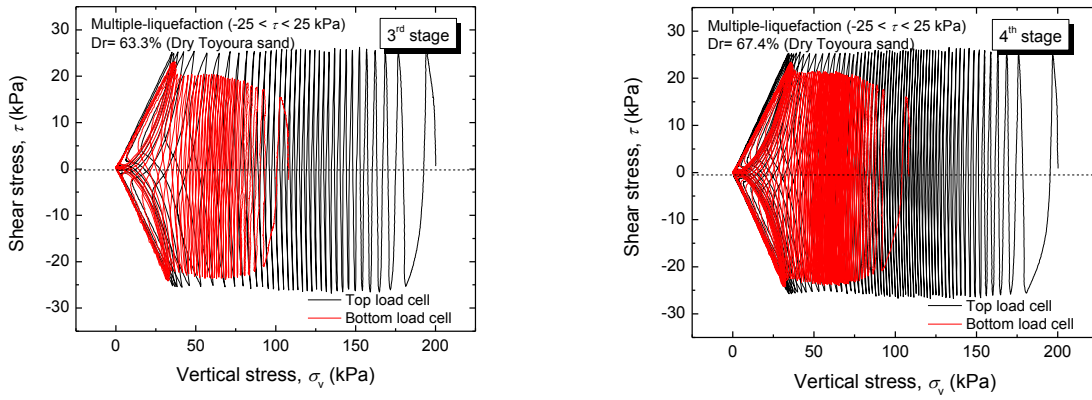 Multiple-liquefaction (-25 < τ < 25 kPa)
Dr= 63.3% (Dry Toyoura sand)
3rd stage
30
20
10
0
-10
-20
-30
Shear stress, τ (kPa)
Top load cell
Bottom load cell
0 50 100 150 200
Vertical stress, σv (kPa)
Multiple-liquefaction (-25 < τ < 25 kPa)
Dr= 67.4% (Dry Toyoura sand)
4th stage
30
20
10
0
-10
-20
-30
Shear stress, τ (kPa)
Top load cell
Bottom load cell
0 50 100 150 200
Vertical stress, σv (kPa)